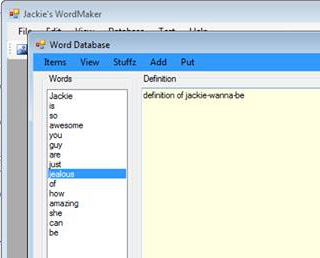 Jackie's WordMaker
File Edit View Database Test Help
Word Database
Items View Stuffz Add Put
Words Definition
Jackie
is
so
awesome
you
guy
are
just
jealous
of
how
amazing
she
can
be
definition of jackie-wanna-be